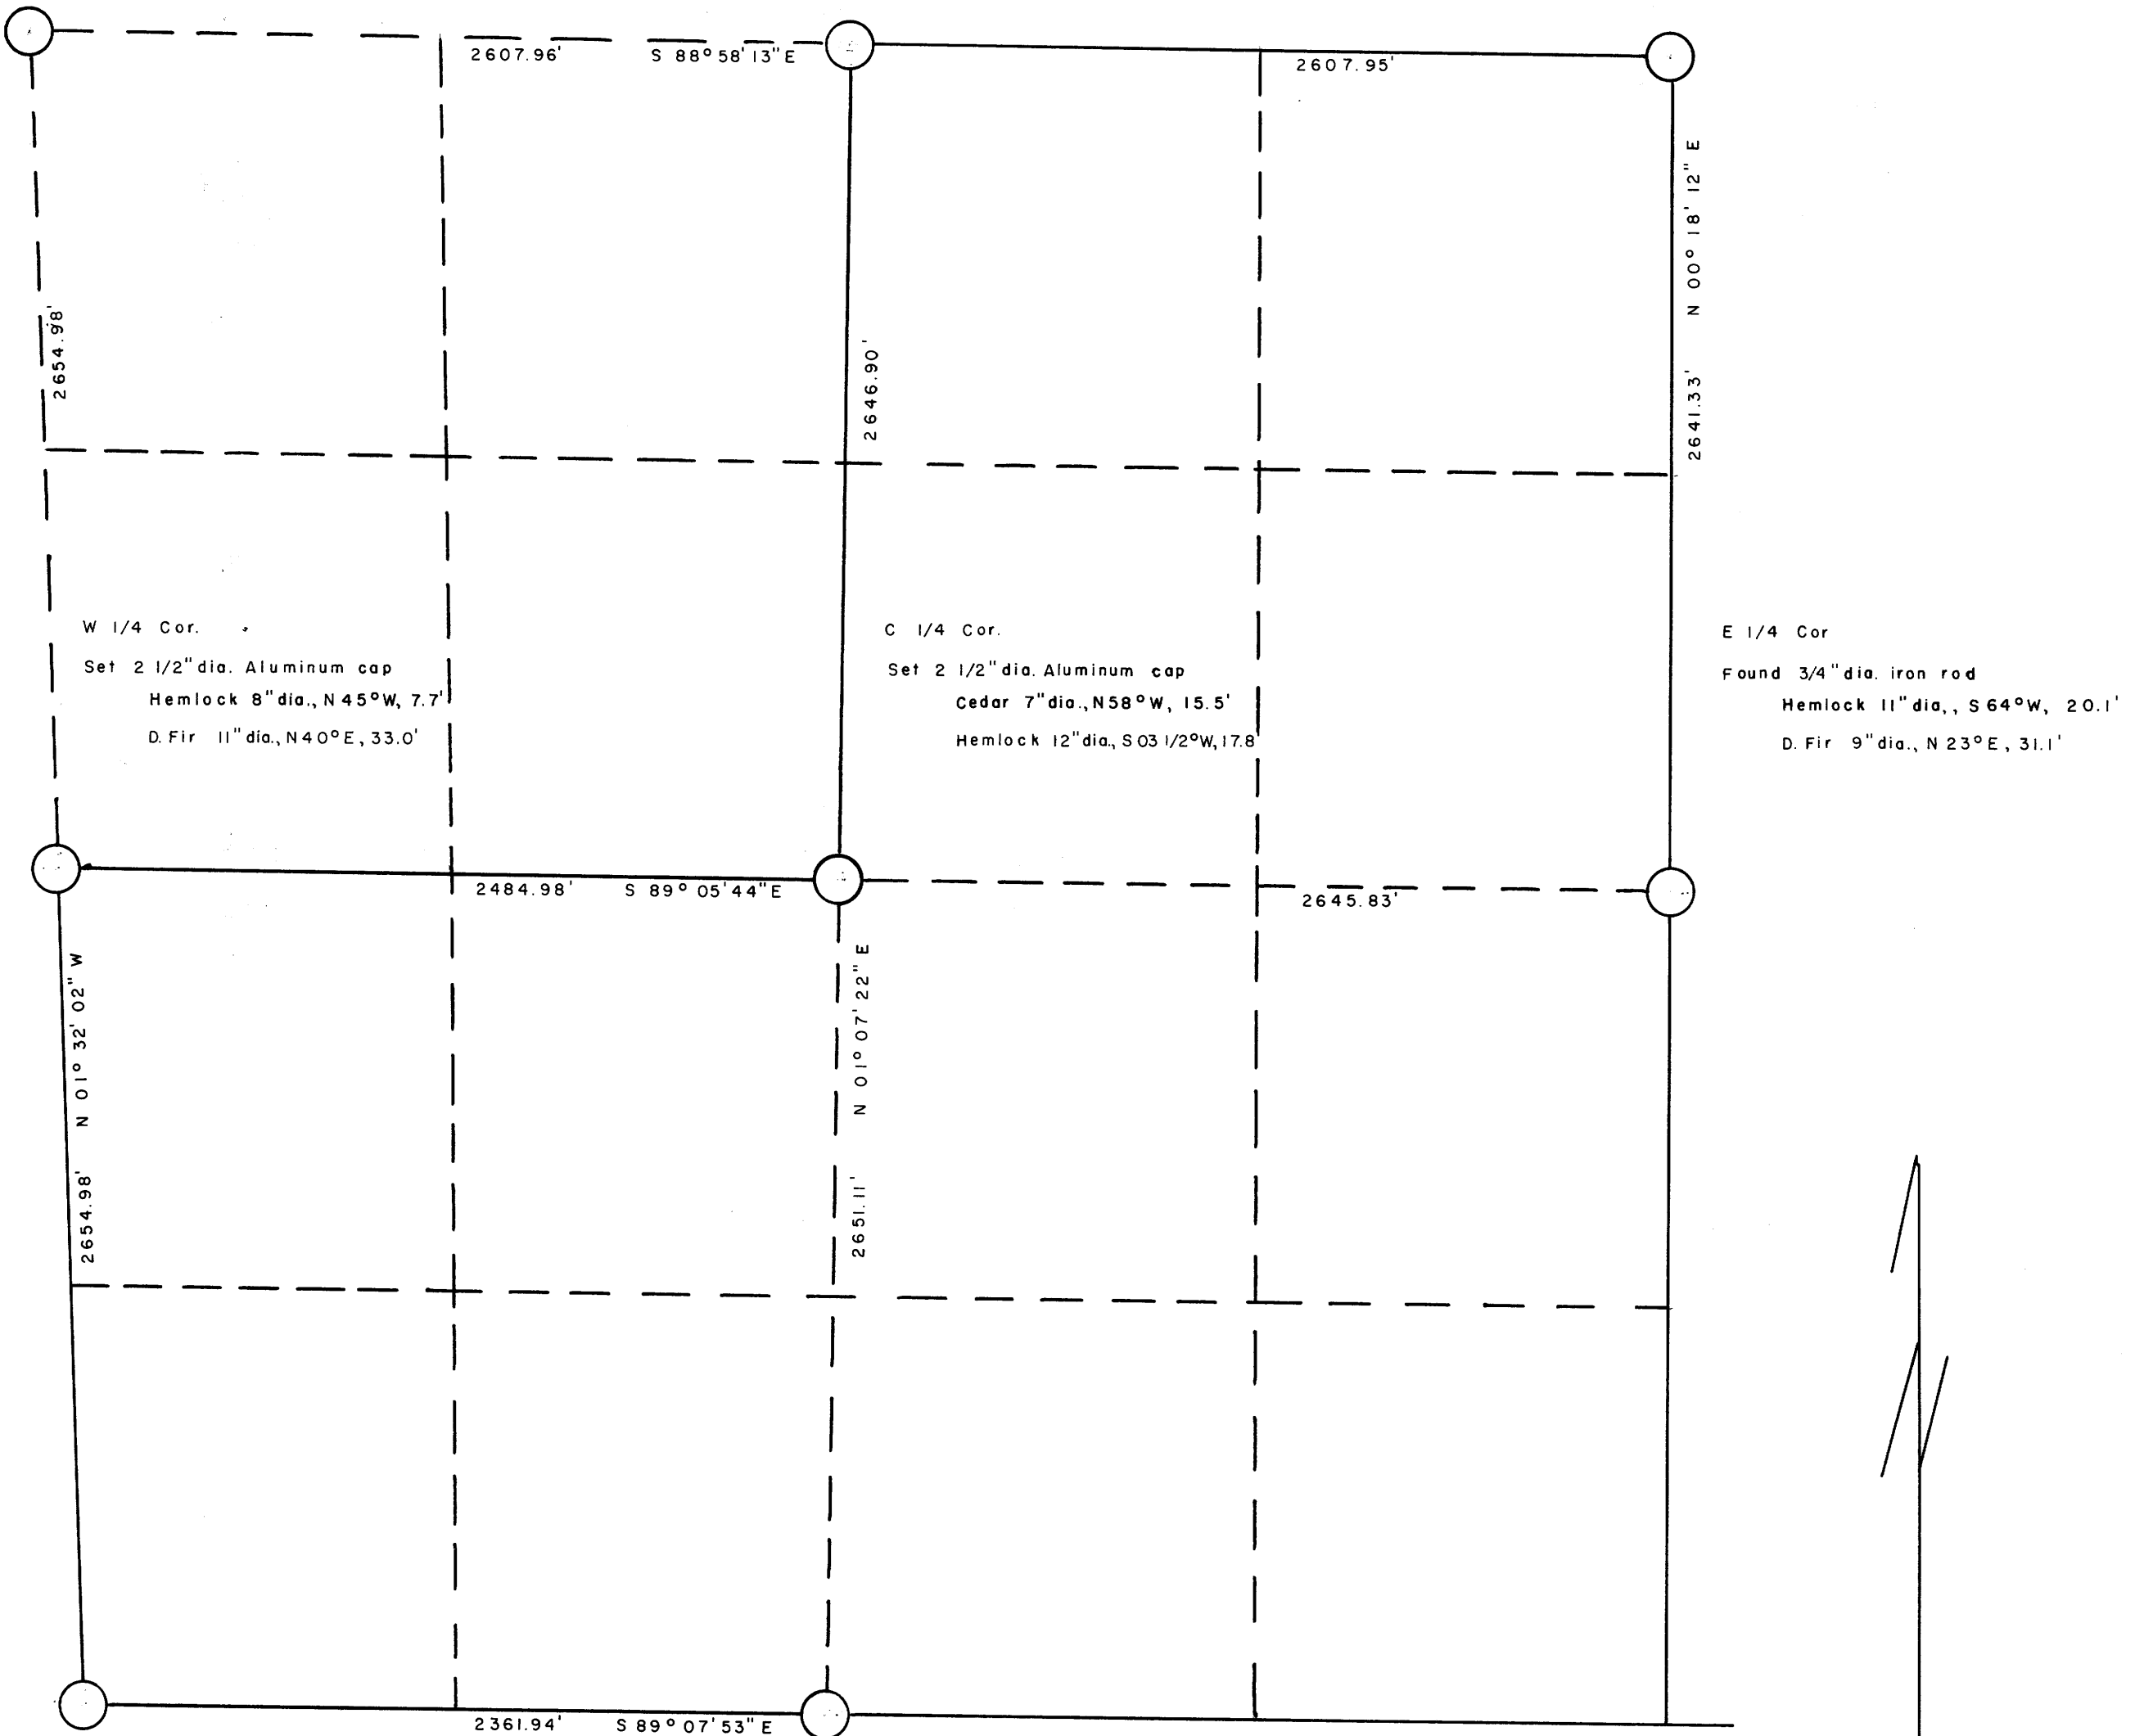 2607.96' S 88° 58' 13" E
2607.95'
N 00° 18' 12" E
2641.33'
2654.98'
2646.90'
W 1/4 Cor.
Set 2 1/2" dia. Aluminum cap
Hemlock 8" dia., N 45° W, 7.7'
D. Fir 11" dia., N 40° E, 33.0'
C 1/4 Cor.
Set 2 1/2" dia. Aluminum cap
Cedar 7" dia., N 58° W, 15.5'
Hemlock 12" dia., S 03 1/2° W, 17.8'
E 1/4 Cor
Found 3/4" dia. iron rod
Hemlock 11" dia,, S 64° W, 20.1'
D. Fir 9" dia., N 23° E, 31.1'
2484.98' S 89° 05' 44" E
2645.83'
2654.98' N 01° 32' 02" W
2651.11' N 01° 07' 22" E
2361.94' S 89° 07' 53" E